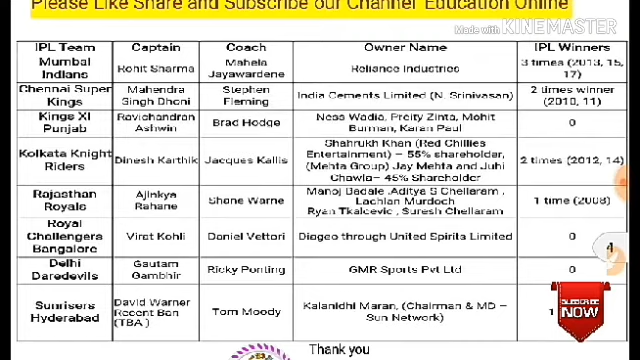 Please Like Share and Subscribe our Channel Education Online
Made with KINEMASTER
IPL Team Captain Coach Owner Name IPL Winners
Mumbai Indians Rohit Sharma Mahela Jayawardene Reliance Industries 3 times (2013, 15, 17)
Chennai Super Kings Mahendra Singh Dhoni Stephen Fleming India Cements Limited (N. Srinivasan) 2 times winner (2010, 11)
Kings XI Punjab Ravichandran Ashwin Brad Hodge Ness Wadia, Preity Zinta, Mohit Burman, Karan Paul 0
Kolkata Knight Riders Dinesh Karthik Jacques Kallis Shahrukh Khan (Red Chillies Entertainment) – 55% shareholder, (Mehta Group) Jay Mehta and Juhi Chawla – 45% Shareholder 2 times (2012, 14)
Rajasthan Royals Ajinkya Rahane Shane Warne Manoj Badale ,Aditya S Chellaram , Lachlan Murdoch Ryan Tkalcevic , Suresh Chellaram 1 time (2008)
Royal Challengers Bangalore Virat Kohli Daniel Vettori Diageo through United Spirits Limited 0
4
Delhi Daredevils Gautam Gambhir Ricky Ponting GMR Sports Pvt Ltd 0
Sunrisers Hyderabad David Warner Recent Ban (TBA ) Tom Moody Kalanidhi Maran, (Chairman & MD – Sun Network) 1
SUBSCRIBE
NOW
Thank you